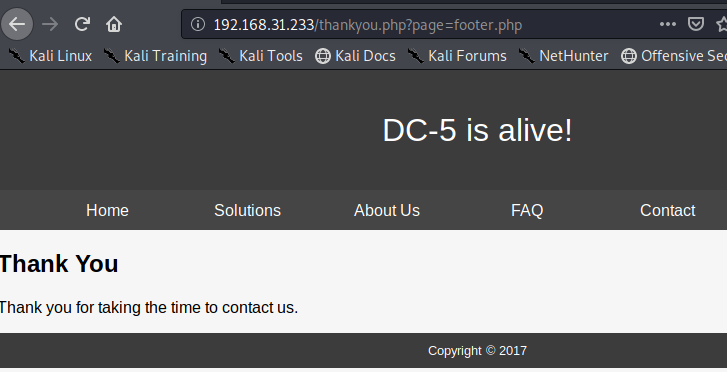 192.168.31.233/thankyou.php?page=footer.php
Kali Linux Kali Training Kali Tools Kali Docs Kali Forums NetHunter Offensive Sec
DC-5 is alive!
Home Solutions About Us FAQ Contact
Thank You
Thank you for taking the time to contact us.
Copyright © 2017